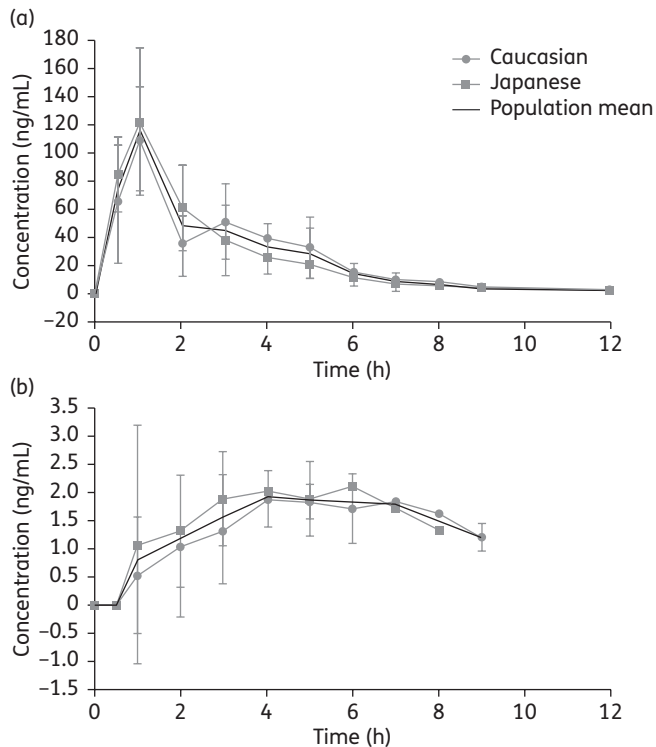 (a)
180
160
140
120
100
80
60
40
20
0
−20
Concentration (ng/mL)
Caucasian
Japanese
Population mean
0 2 4 6 8 10 12
Time (h)
(b)
3.5
3.0
2.5
2.0
1.5
1.0
0.5
0
−0.5
−1.0
−1.5
Concentration (ng/mL)
0 2 4 6 8 10 12
Time (h)